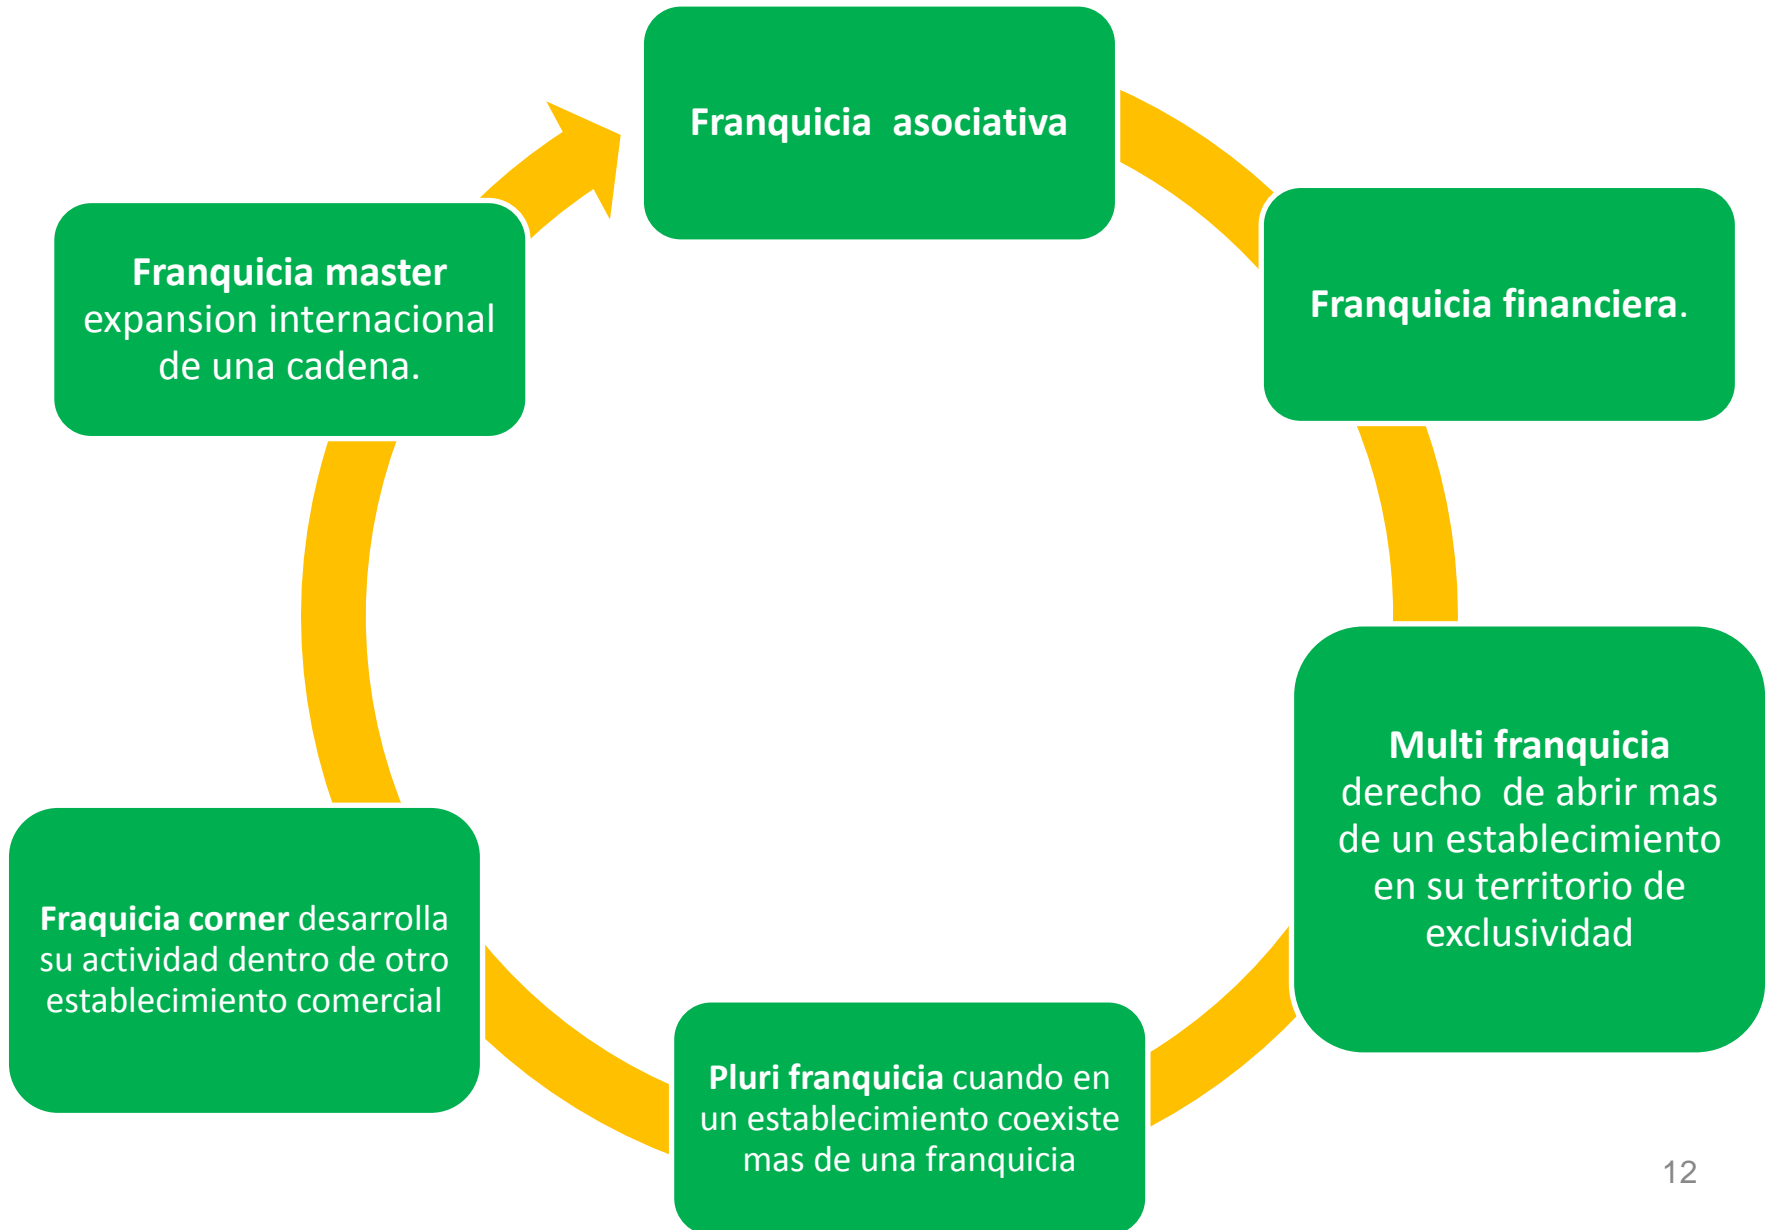 Franquicia  asociativa
Franquicia financiera.
Multi franquicia
derecho  de abrir mas
de un establecimiento
en su territorio de
exclusividad
Pluri franquicia cuando en
un establecimiento coexiste
mas de una franquicia
Fraquicia corner desarrolla
su actividad dentro de otro
establecimiento comercial
Franquicia master
expansion internacional
de una cadena.
12